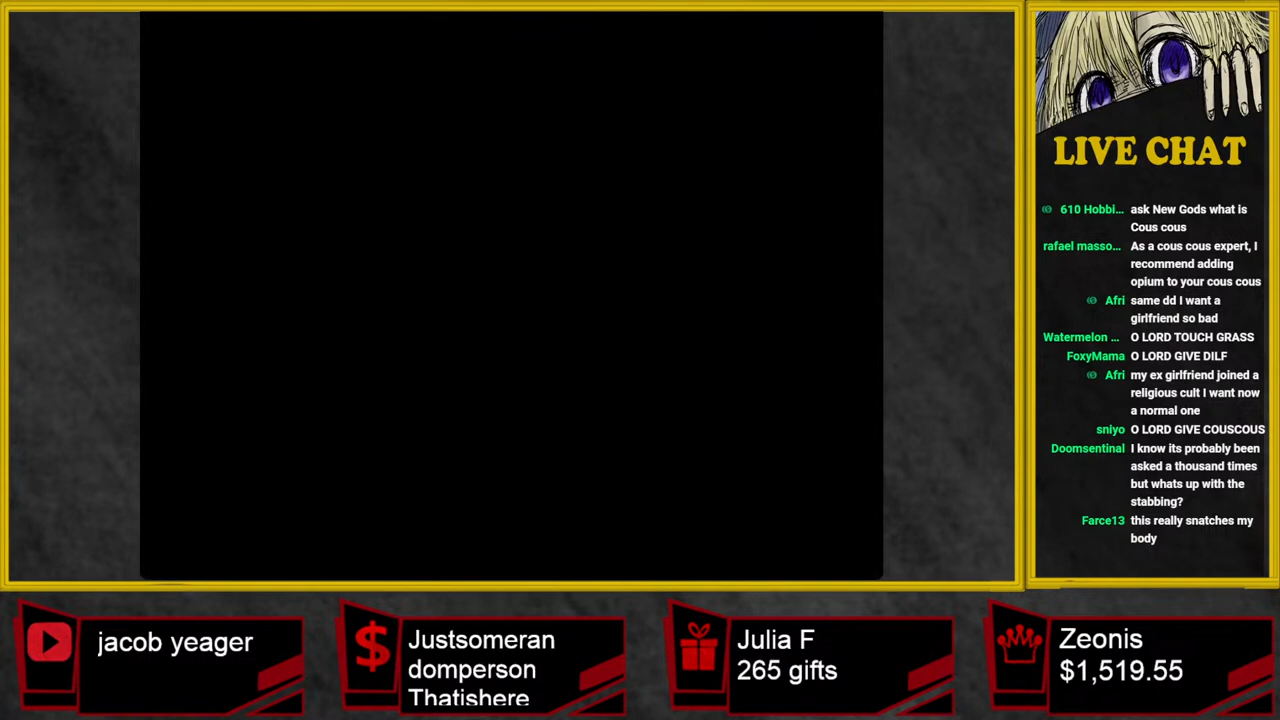 LIVE CHAT
610 Hobbi... ask New Gods what is
Cous cous
rafael masso... As a cous cous expert, I
recommend adding
opium to your cous cous
Afri same dd I want a
girlfriend so bad
Watermelon ... O LORD TOUCH GRASS
FoxyMama O LORD GIVE DILF
Afri my ex girlfriend joined a
religious cult I want now
a normal one
sniyo O LORD GIVE COUSCOUS
Doomsentinal I know its probably been
asked a thousand times
but whats up with the
stabbing?
Farce13 this really snatches my
body
jacob yeager
$
Justsomeran
domperson
Thatishere
Julia F
265 gifts
Zeonis
$1,519.55